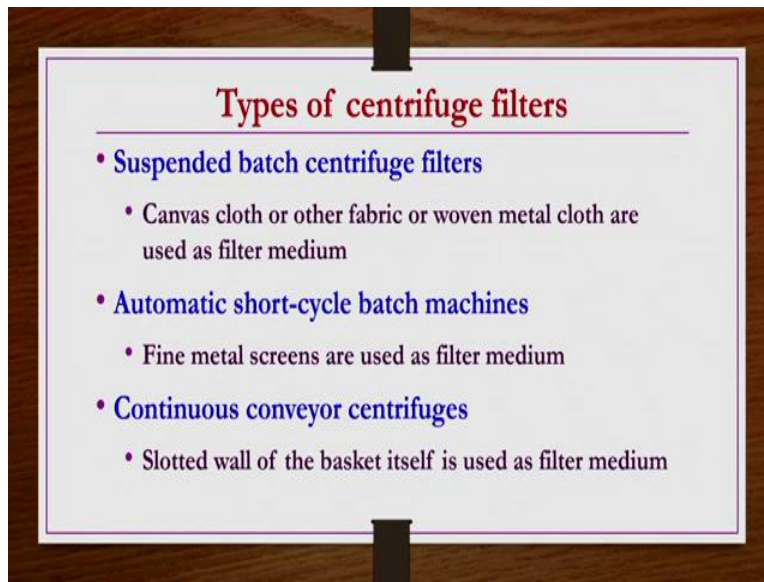 Types of centrifuge filters
• Suspended batch centrifuge filters
• Canvas cloth or other fabric or woven metal cloth are
used as filter medium
• Automatic short-cycle batch machines
• Fine metal screens are used as filter medium
• Continuous conveyor centrifuges
• Slotted wall of the basket itself is used as filter medium